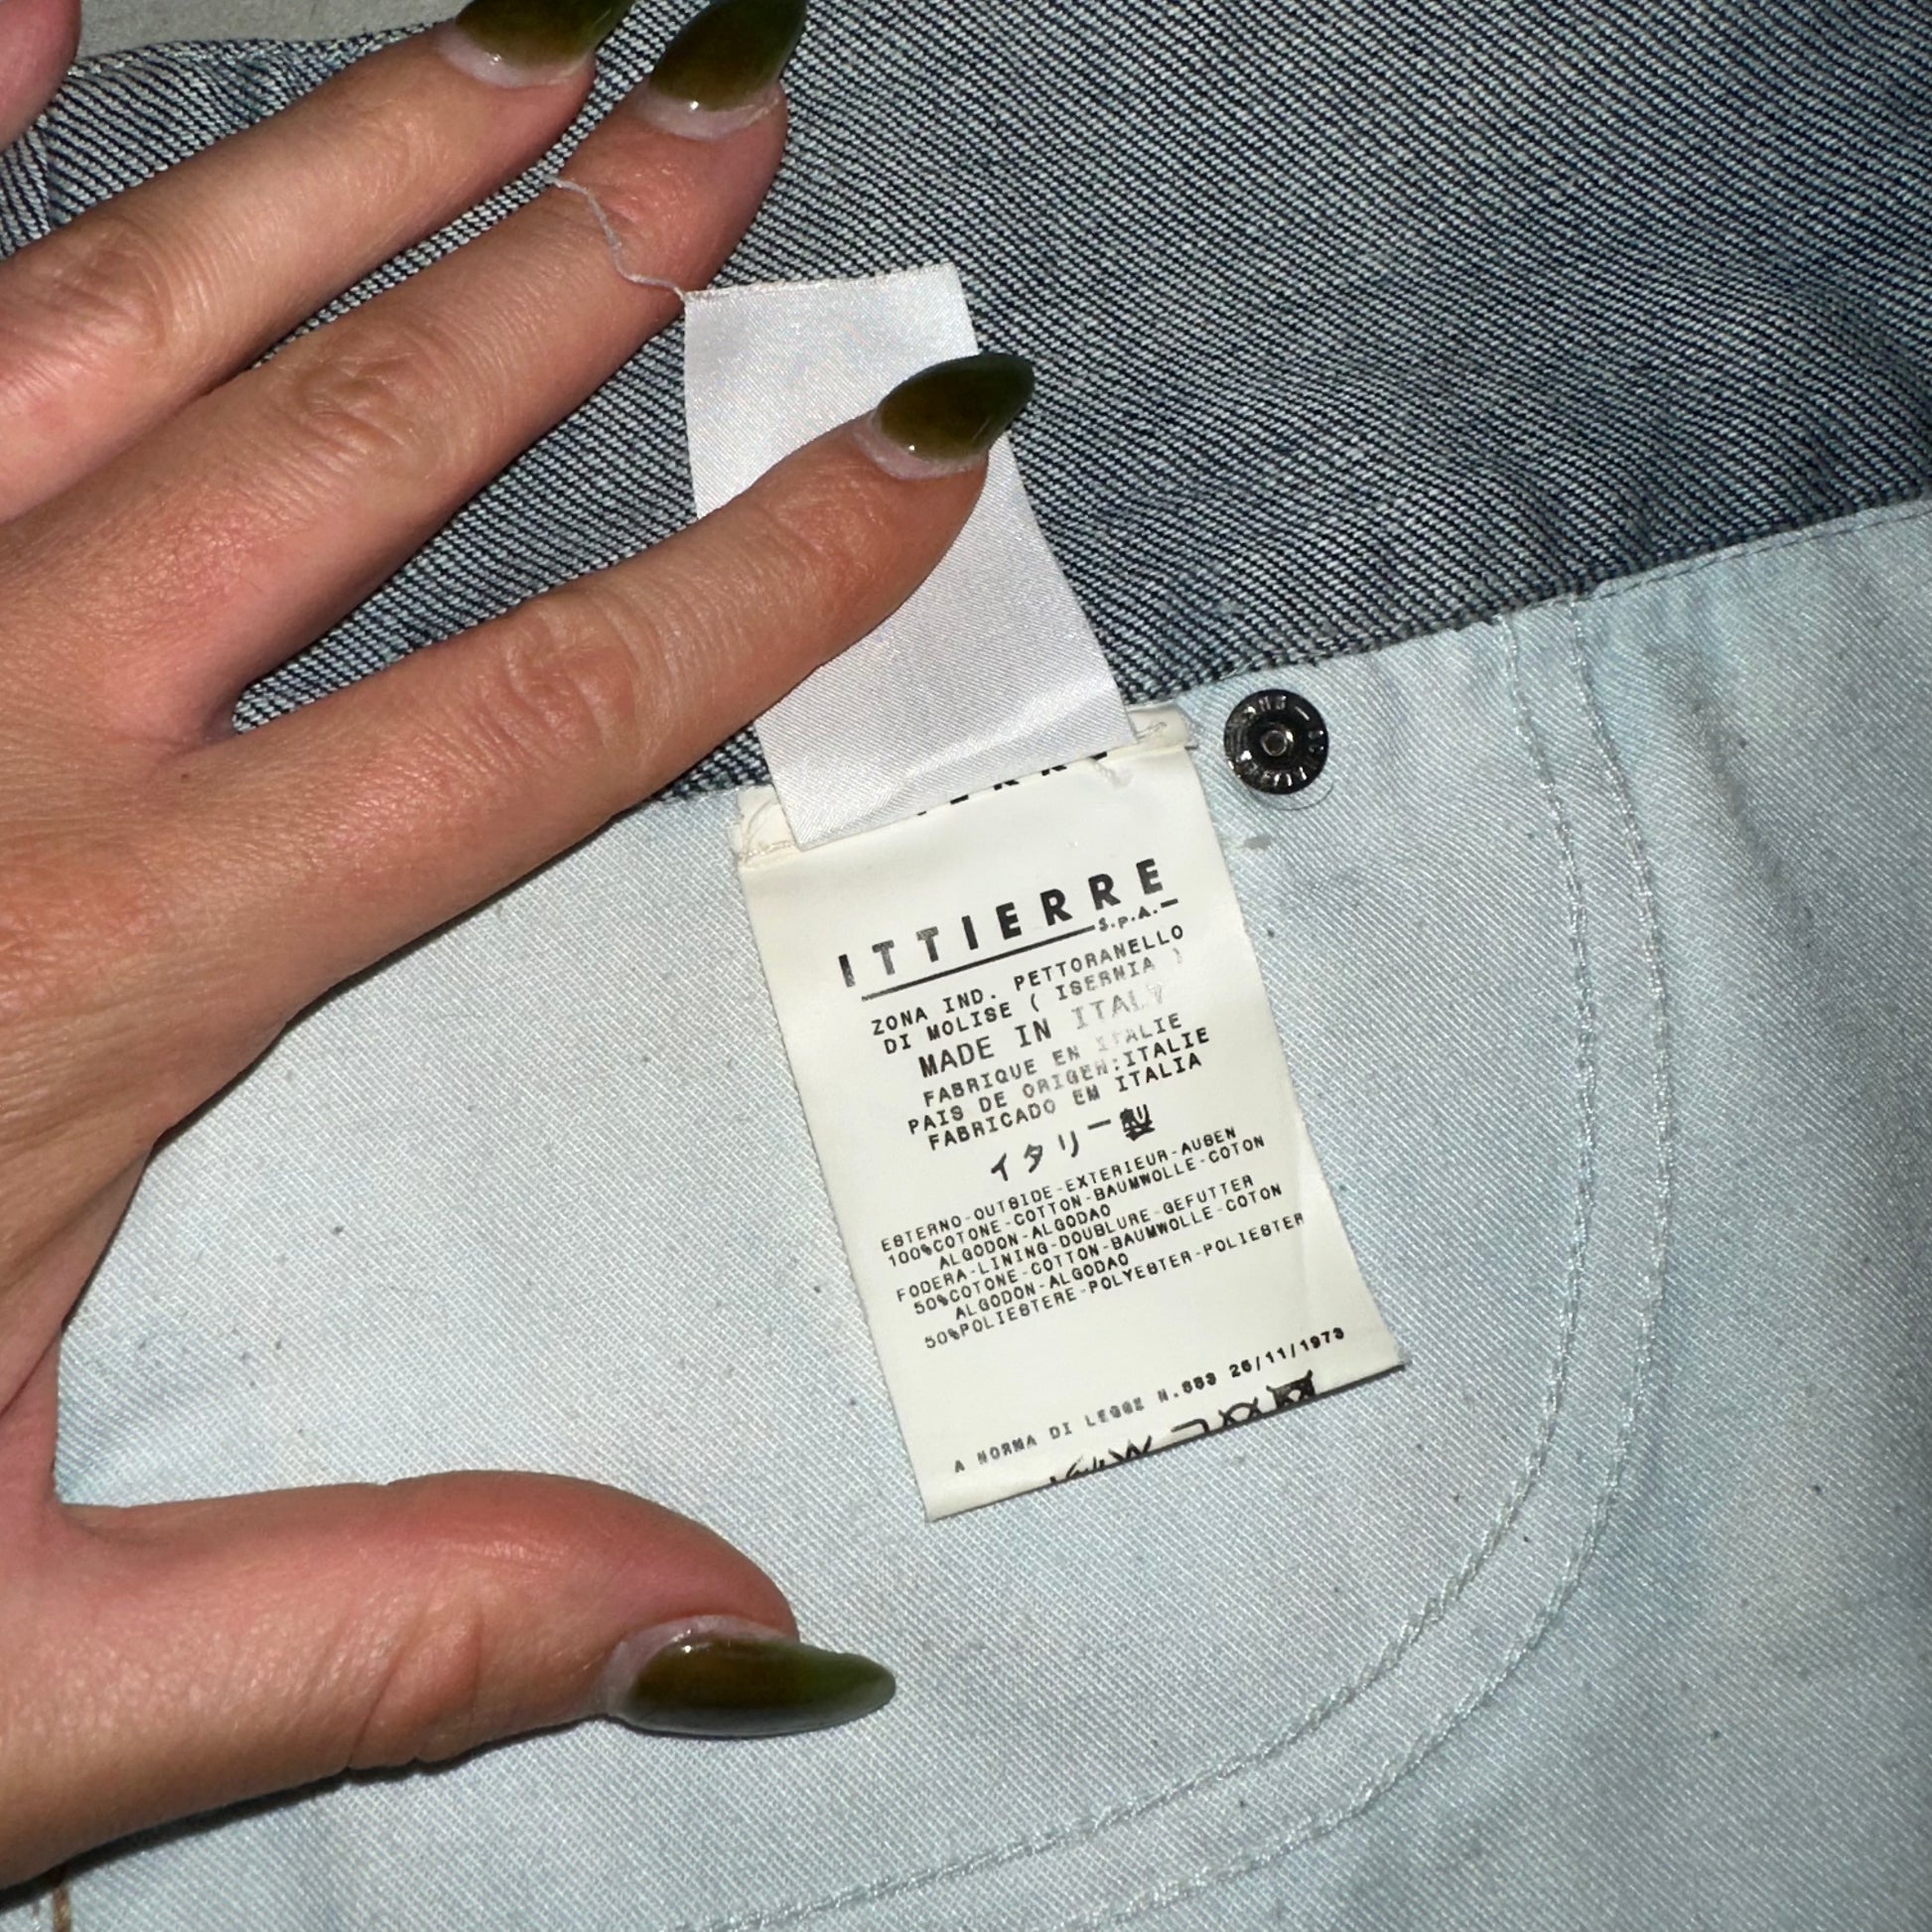 ITTIERRE
S.p.A.
ZONA IND. PETTORANELLO
DI MOLISE ( ISERNIA )
MADE IN ITALY
FABRIQUE EN ITALIE
PAIS DE ORIGEN:ITALIE
FABRICADO EM ITALIA
イタリー製
ESTERNO-OUTSIDE-EXTERIEUR-AUSEN
100%COTONE-COTTON-BAUMWOLLE-COTON
ALGODON-ALGODAO
FODERA-LINING-DOUBLURE-GEFUTTER
50%COTONE-COTTON-BAUMWOLLE-COTON
ALGODON-ALGODAO
50%POLIESTERE-POLYESTER-POLIESTER
A NORMA DI LEGGE N.883 26/11/1973